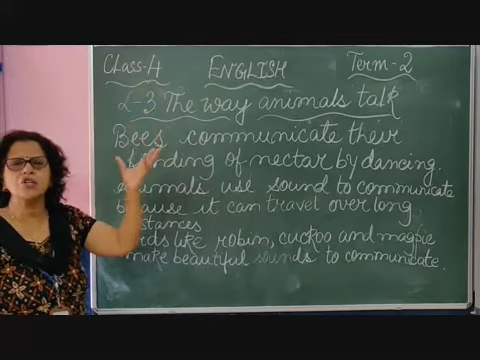 Class-4 ENGLISH Term-2
L-3 The way animals talk
Bees communicate their
finding of nectar by dancing.
Animals use sound to communicate
because it can travel over long
distances
Birds like robin, cuckoo and magpie
make beautiful sounds to communicate.